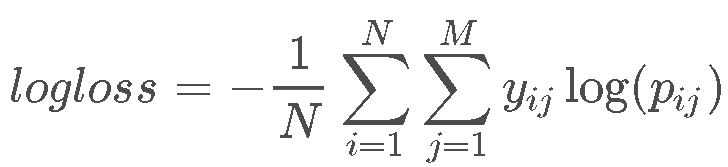 logloss = -\frac{1}{N} \sum_{i=1}^{N} \sum_{j=1}^{M} y_{ij} \log(p_{ij})